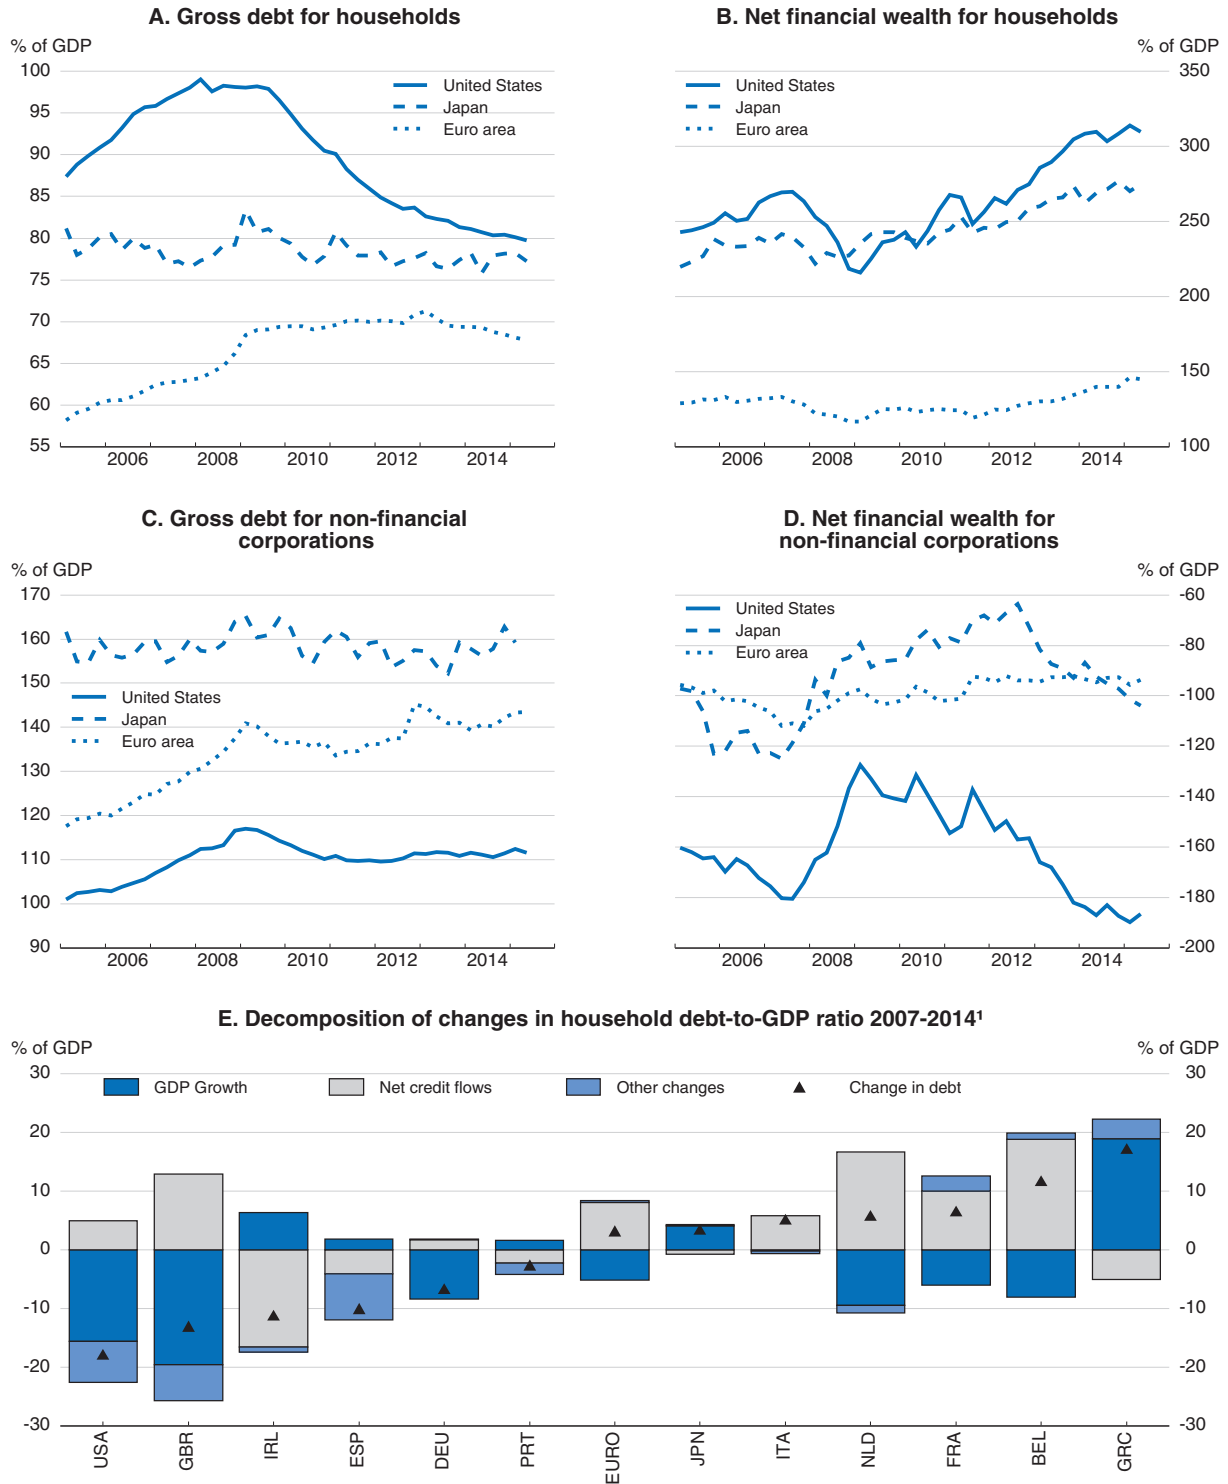 A. Gross debt for households
% of GDP
100
95
90
85
80
75
70
65
60
55
United States
Japan
Euro area
2006 2008 2010 2012 2014
B. Net financial wealth for households
% of GDP
350
300
250
200
150
100
United States
Japan
Euro area
2006 2008 2010 2012 2014
C. Gross debt for non-financial
corporations
% of GDP
170
160
150
140
130
120
110
100
90
United States
Japan
Euro area
2006 2008 2010 2012 2014
D. Net financial wealth for
non-financial corporations
% of GDP
-60
-80
-100
-120
-140
-160
-180
-200
United States
Japan
Euro area
2006 2008 2010 2012 2014
E. Decomposition of changes in household debt-to-GDP ratio 2007-2014¹
% of GDP % of GDP
30 30
GDP Growth Net credit flows Other changes Change in debt
20 20
10 10
0 0
-10 -10
-20 -20
-30 -30
USA GBR IRL ESP DEU PRT EURO JPN ITA NLD FRA BEL GRC